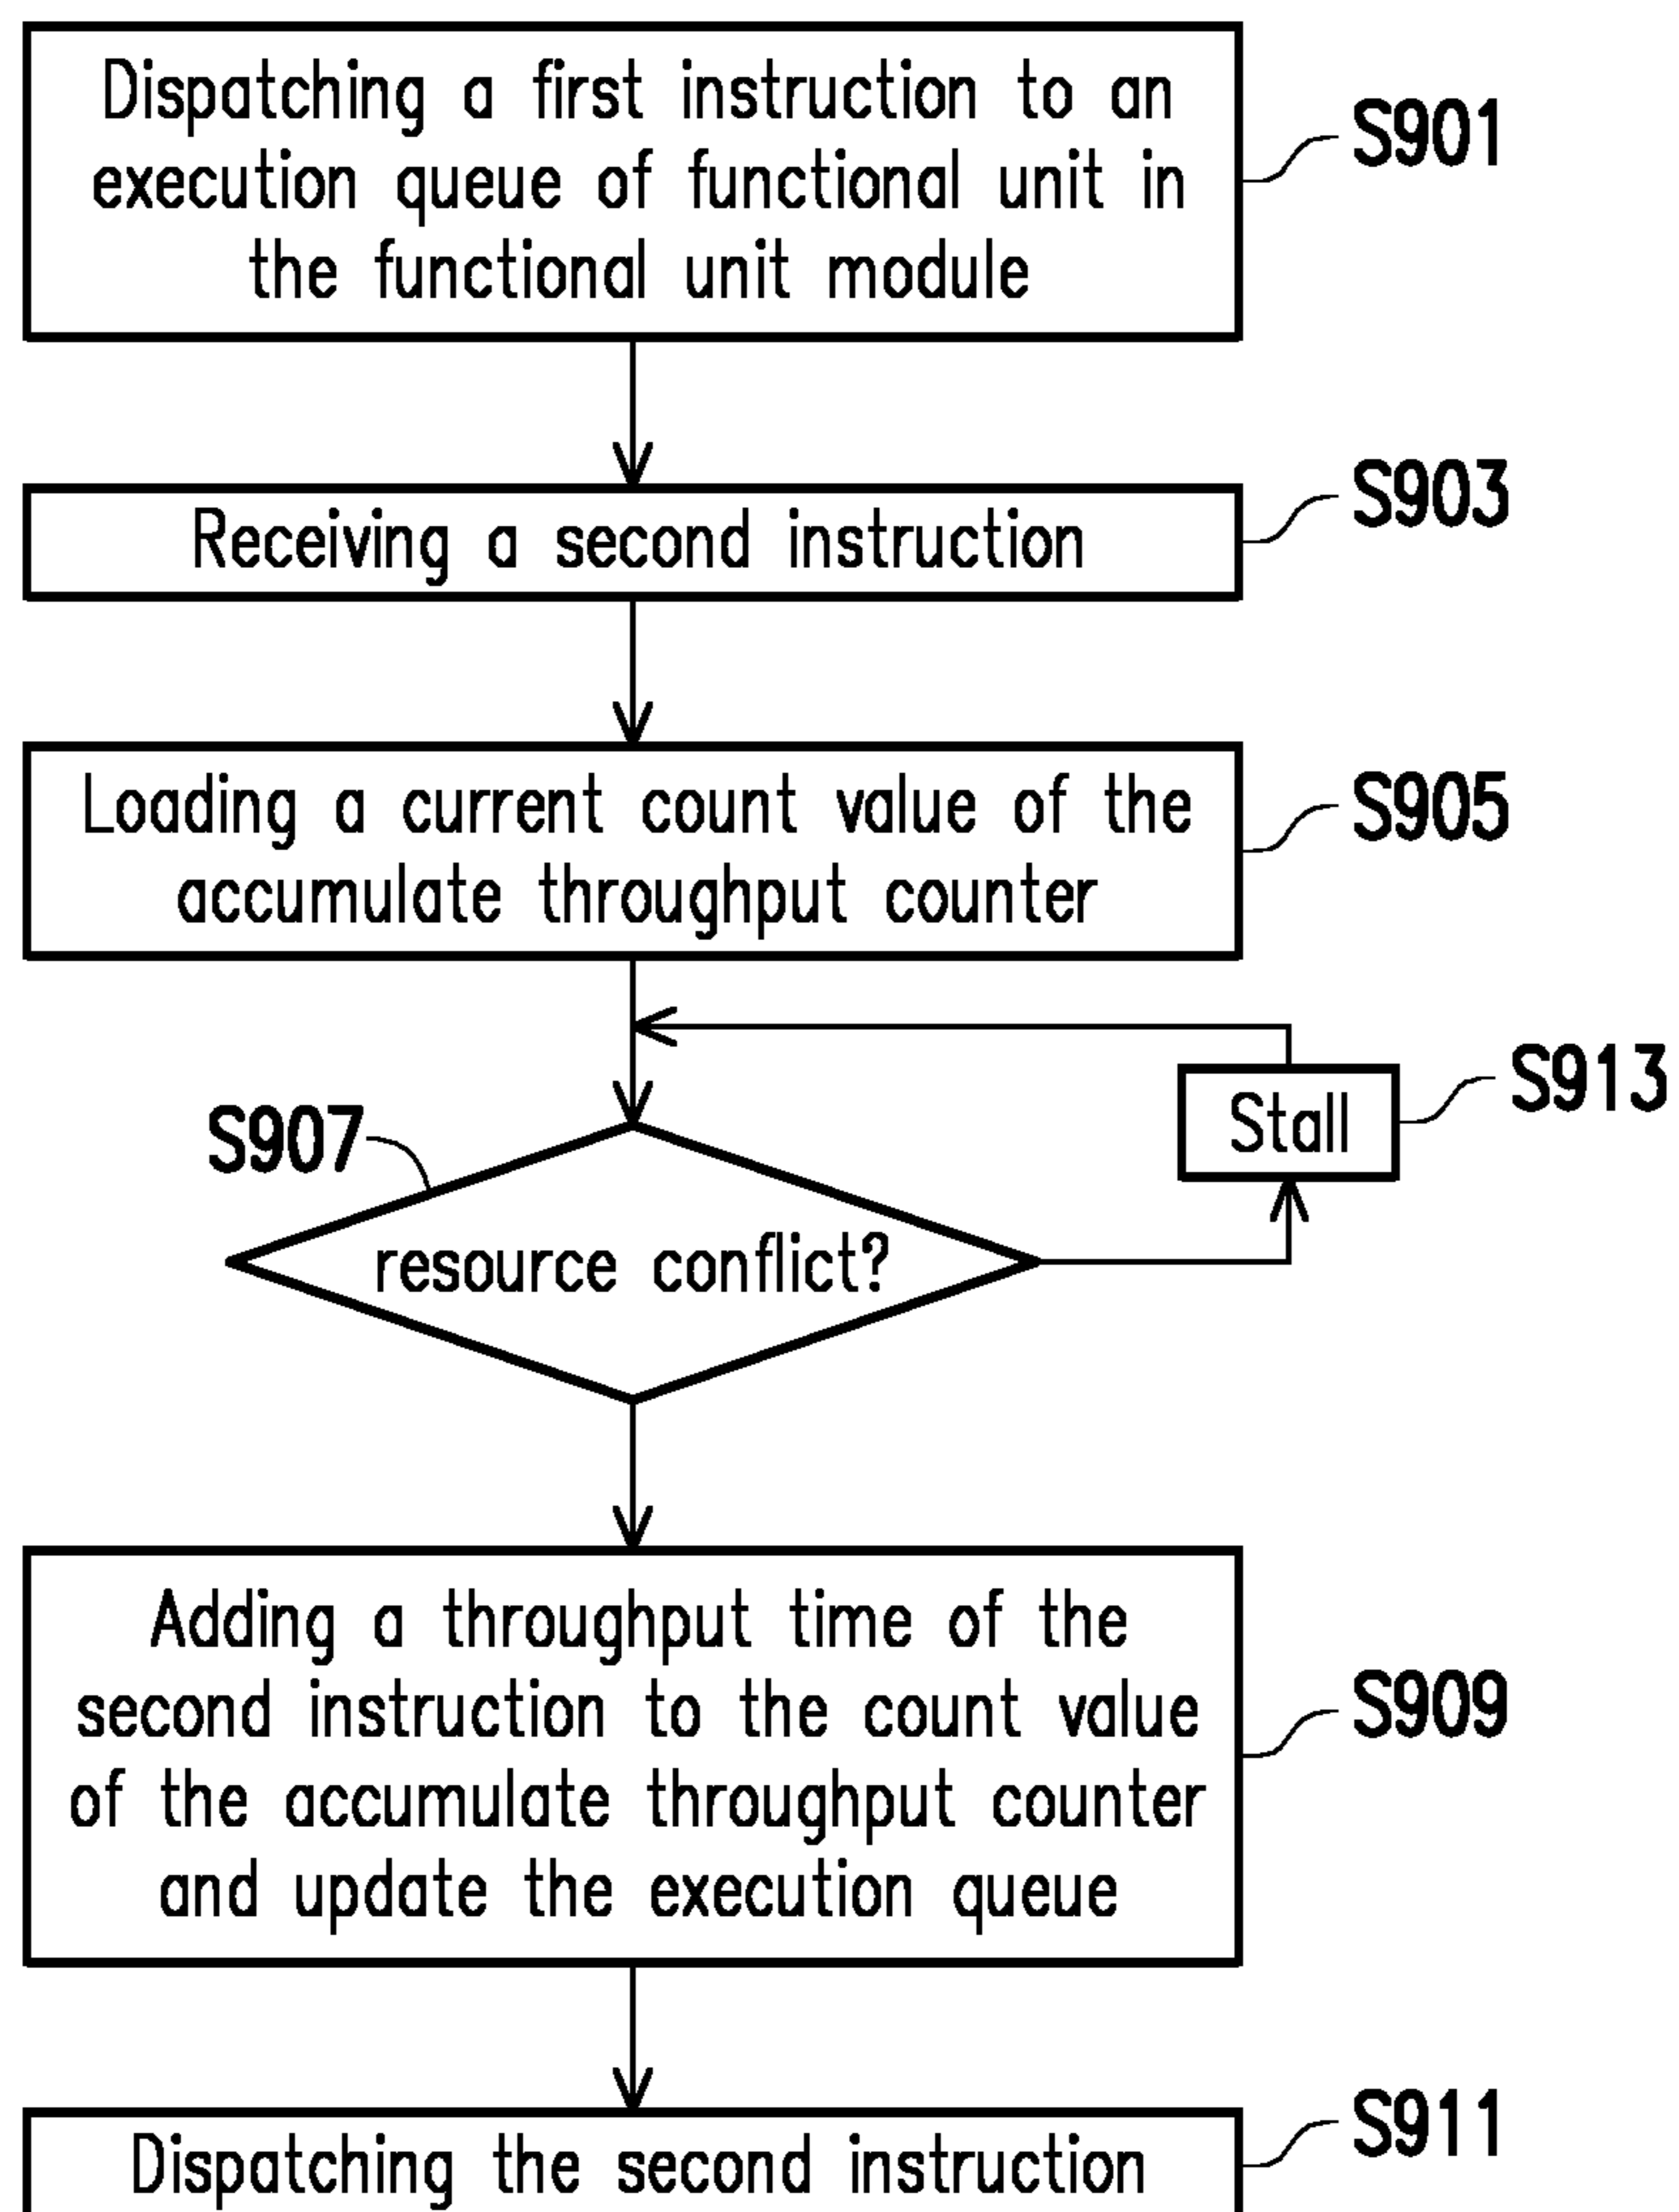 Dispatching a first instruction to an
execution queue of functional unit in
the functional unit module
S901
Receiving a second instruction
S903
Loading a current count value of the
accumulate throughput counter
S905
Stall
S913
S907
resource conflict?
Adding a throughput time of the
second instruction to the count value
of the accumulate throughput counter
and update the execution queue
S909
Dispatching the second instruction
S911